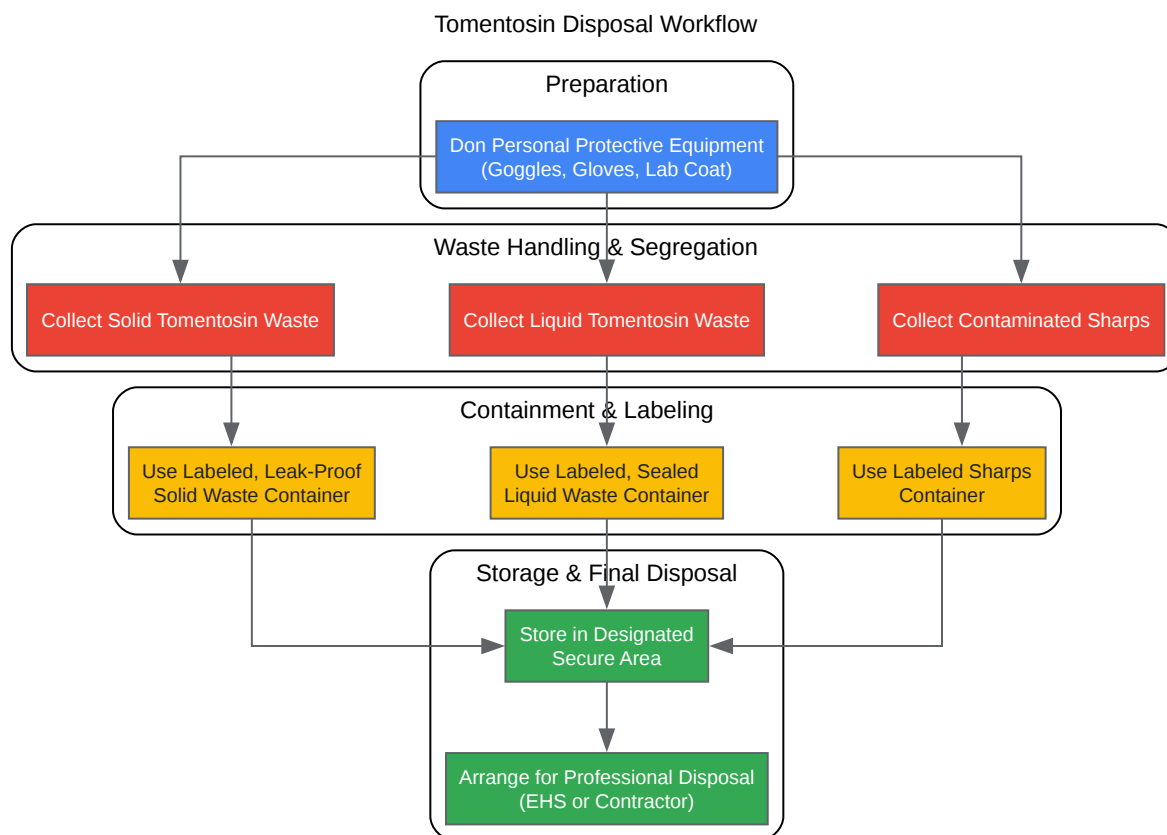 Tomentosin Disposal Workflow
Preparation
Don Personal Protective Equipment
(Goggles, Gloves, Lab Coat)
Waste Handling & Segregation
Collect Solid Tomentosin Waste
Collect Liquid Tomentosin Waste
Collect Contaminated Sharps
Containment & Labeling
Use Labeled, Leak-Proof
Solid Waste Container
Use Labeled, Sealed
Liquid Waste Container
Use Labeled Sharps
Container
Storage & Final Disposal
Store in Designated
Secure Area
Arrange for Professional Disposal
(EHS or Contractor)